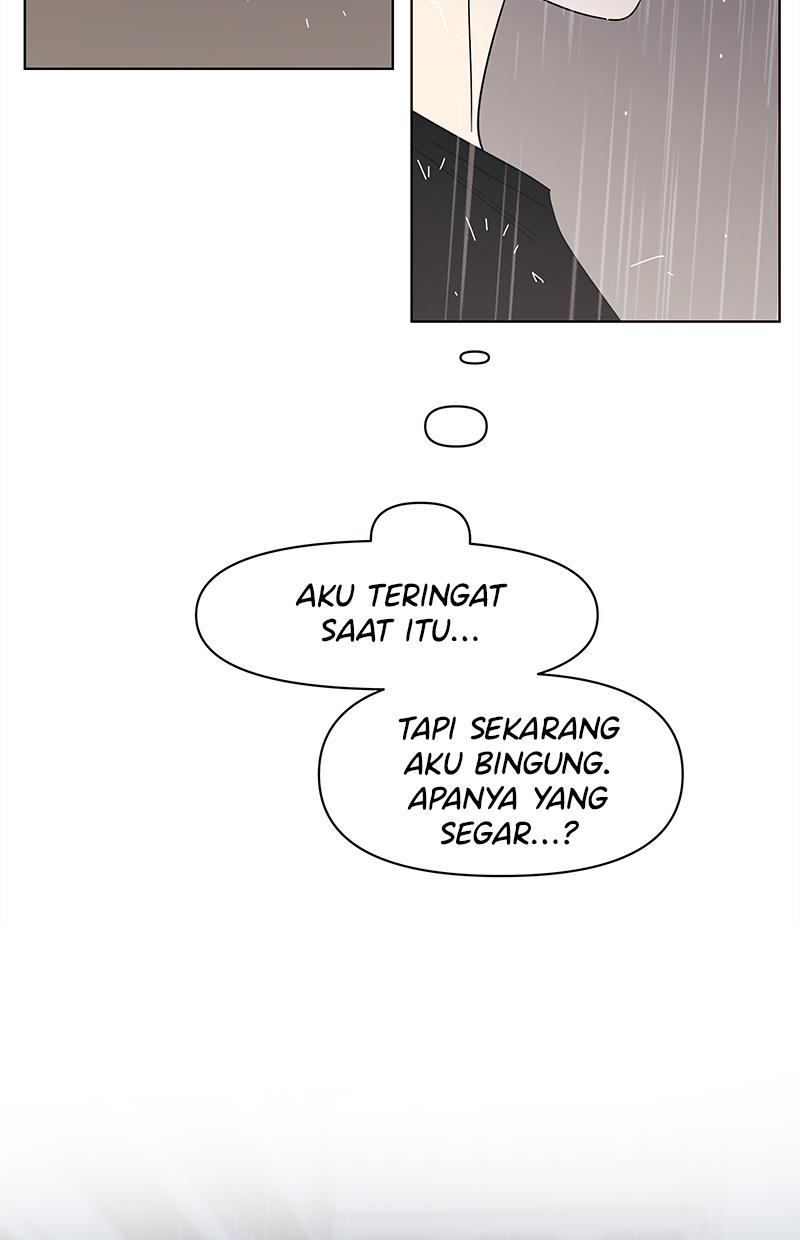 AKU TERINGAT
SAAT ITU...
TAPI SEKARANG
AKU BINGUNG.
APANYA YANG
SEGAR...?